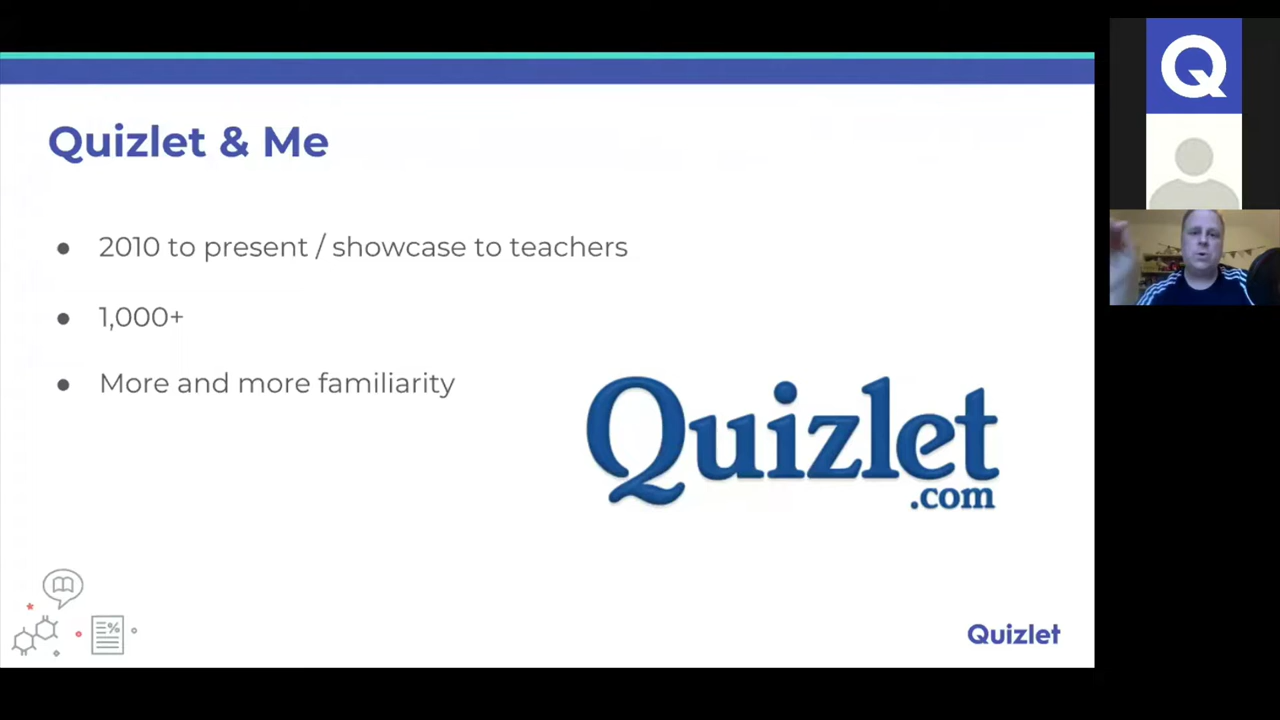 Quizlet & Me
● 2010 to present / showcase to teachers
● 1,000+
● More and more familiarity
Quizlet
.com
%
Quizlet
Q